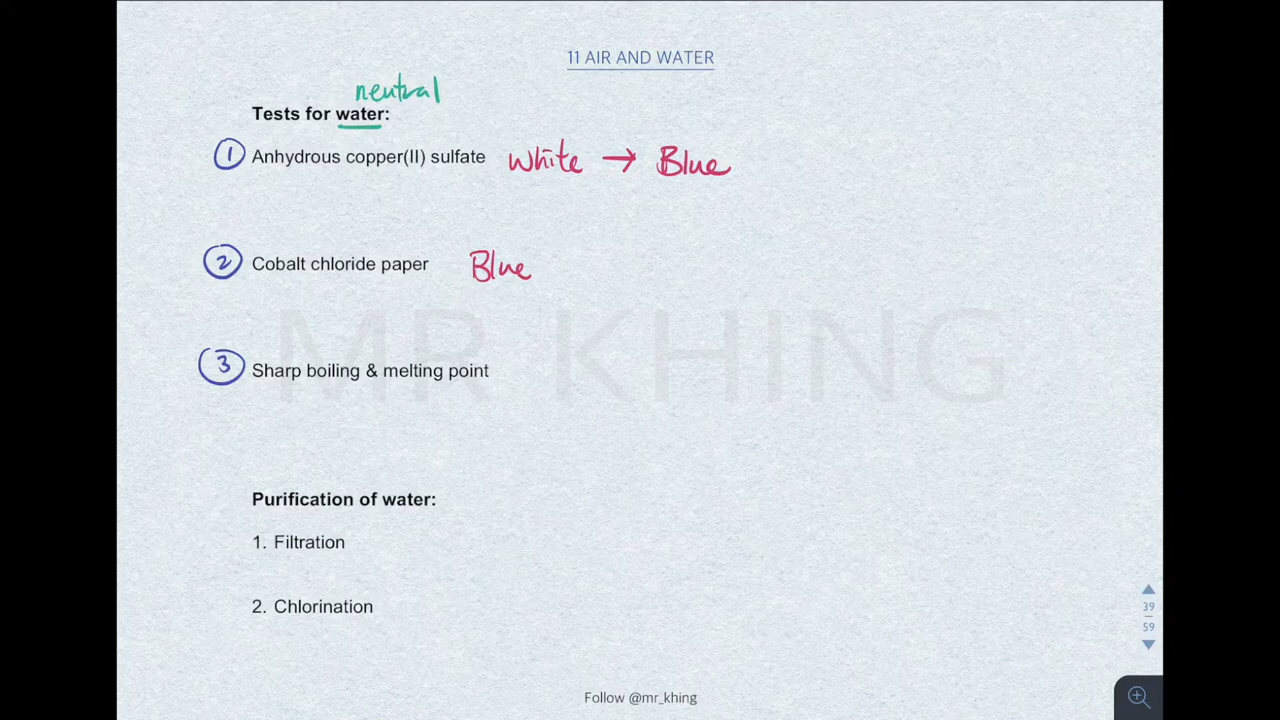 11 AIR AND WATER
neutral
Tests for water:
1 Anhydrous copper(II) sulfate White → Blue
2 Cobalt chloride paper Blue
MR KHING
3 Sharp boiling & melting point
Purification of water:
1. Filtration
2. Chlorination
39
59
Follow @mr_khing